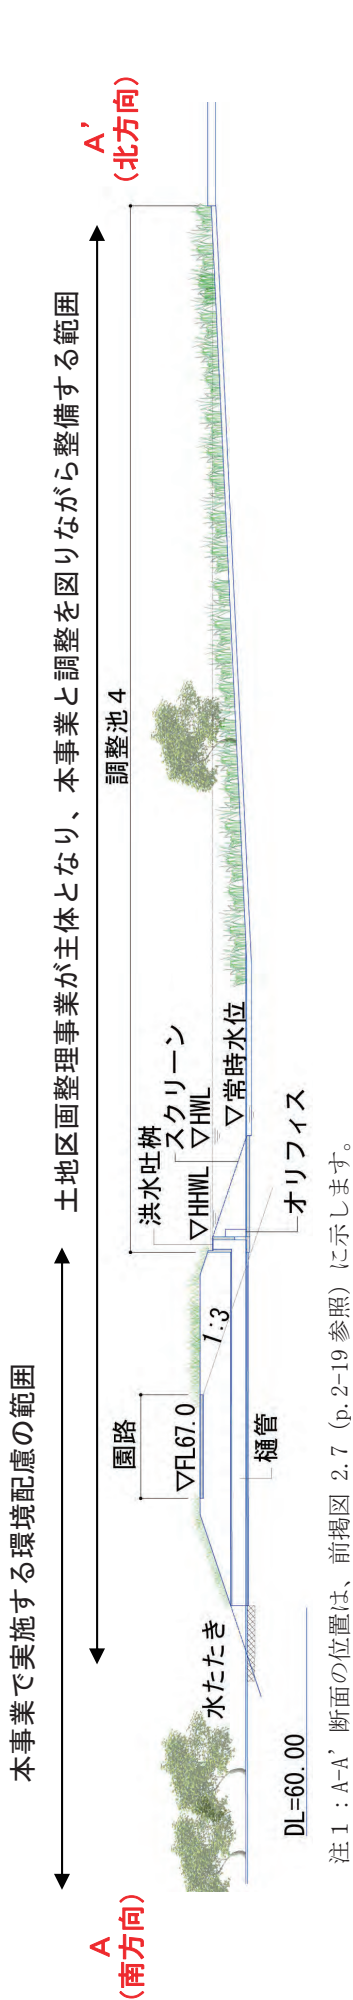 本事業で実施する環境配慮の範囲
土地区画整理事業が主体となり、本事業と調整を図りながら整備する範囲
A
(南方向)
A’
(北方向)
調整池4
園路
洪水吐桝
スクリーン
▽FL67.0
▽HHWL
▽HWL
1:3
▽常時水位
水たたき
樋管
オリフィス
DL=60.00
注1：A-A’断面の位置は、前掲図 2.7（p.2-19参照）に示します。